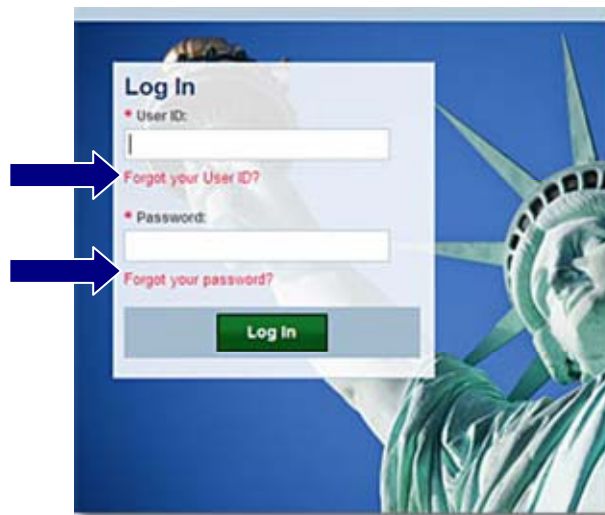 Log In
* User ID:
Forgot your User ID?
* Password:
Forgot your password?
Log In